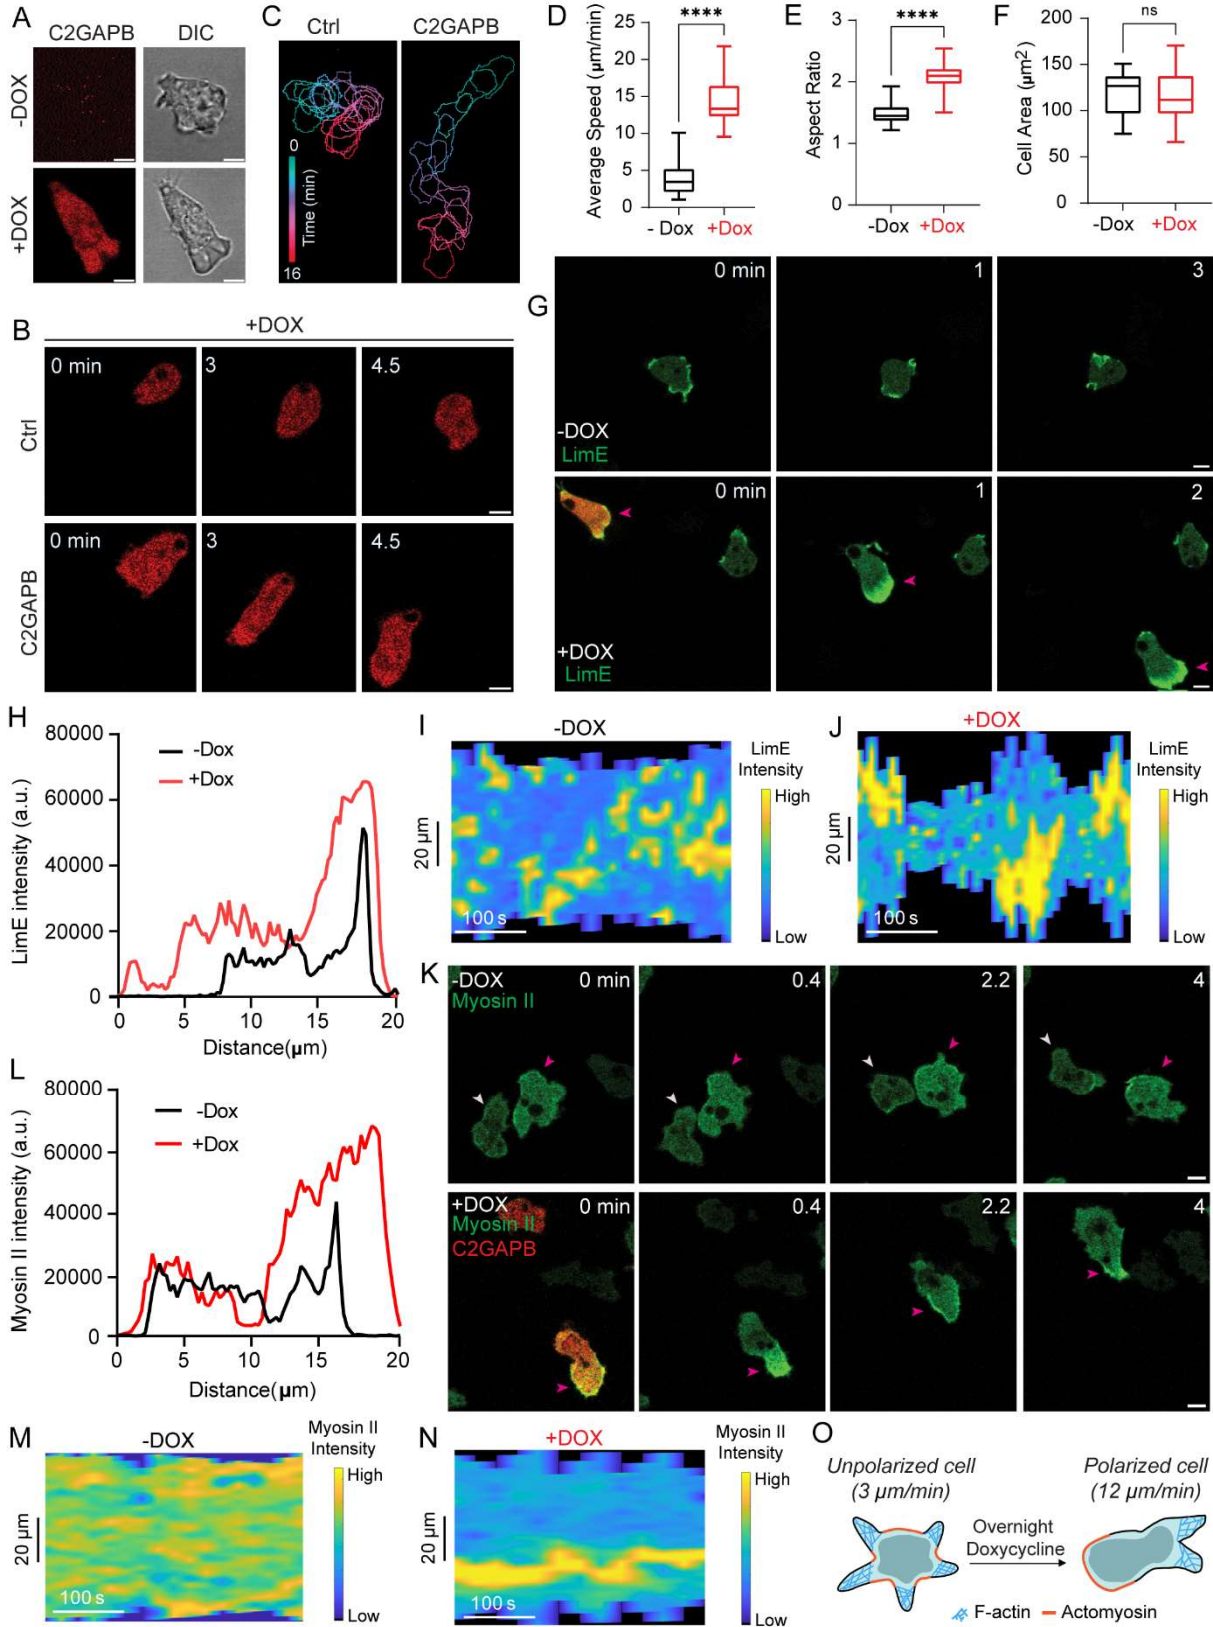 A
C2GAPB
DIC
-DOX
+DOX
C
Ctrl
C2GAPB
0
Time (min)
16
D
Average Speed (µm/min)
25
20
15
10
5
0
****
- Dox
+Dox
E
Aspect Ratio
3
2
1
0
****
-Dox
+Dox
F
Cell Area (µm²)
200
150
100
50
0
ns
-Dox
+Dox
B
+DOX
Ctrl
0 min
3
4.5
C2GAPB
0 min
3
4.5
G
0 min
1
3
-DOX
LimE
0 min
1
2
+DOX
LimE
H
LimE intensity (a.u.)
80000
60000
40000
20000
0
-Dox
+Dox
0
5
10
15
20
Distance(µm)
I
-DOX
20 µm
100 s
LimE
Intensity
High
Low
J
+DOX
20 µm
100 s
LimE
Intensity
High
Low
K
-DOX
Myosin II
0 min
0.4
2.2
4
+DOX
Myosin II
C2GAPB
0 min
0.4
2.2
4
L
Myosin II intensity (a.u.)
80000
60000
40000
20000
0
-Dox
+Dox
0
5
10
15
20
Distance(µm)
M
-DOX
20 µm
100 s
Myosin II
Intensity
High
Low
N
+DOX
20 µm
100 s
Myosin II
Intensity
High
Low
O
Unpolarized cell
(3 µm/min)
Overnight
Doxycycline
Polarized cell
(12 µm/min)
F-actin
Actomyosin